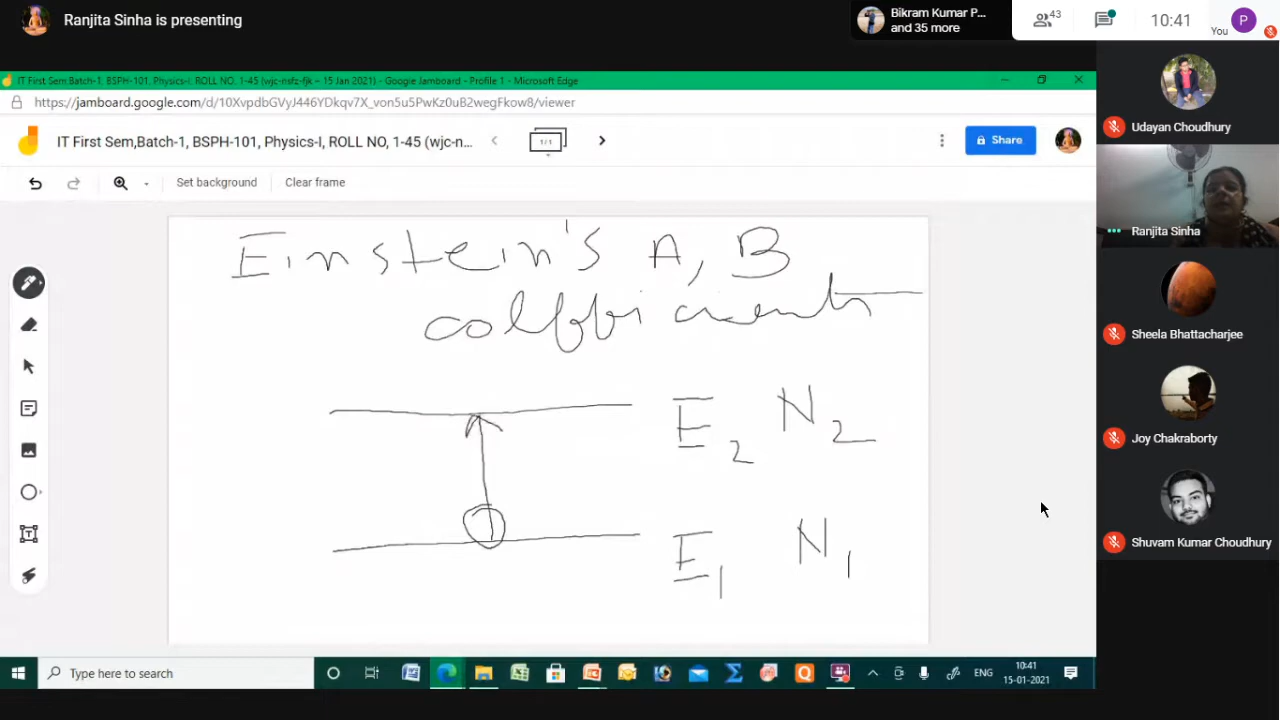 Ranjita Sinha is presenting
Bikram Kumar P...
and 35 more
43
10:41
You
P
IT First Sem,Batch-1, BSPH-101, Physics-I, ROLL NO, 1-45 (wjc-nsfz-fjk – 15 Jan 2021) - Google Jamboard - Profile 1 - Microsoft Edge
https://jamboard.google.com/d/10XvpdbGVyJ446YDkqv7X_von5u5PwKz0uB2wegFkow8/viewer
IT First Sem,Batch-1, BSPH-101, Physics-I, ROLL NO, 1-45 (wjc-n...
1/1
Share
Set background
Clear frame
Einstein's A, B
coefficients
E2 N2
E1 N1
Udayan Choudhury
Ranjita Sinha
Sheela Bhattacharjee
Joy Chakraborty
Shuvam Kumar Choudhury
Type here to search
ENG
10:41
15-01-2021